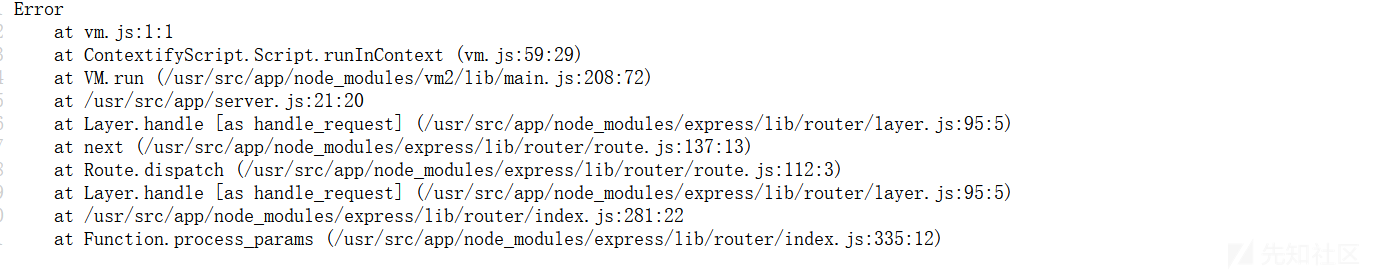 Error
at vm.js:1:1
at ContextifyScript.Script.runInContext (vm.js:59:29)
at VM.run (/usr/src/app/node_modules/vm2/lib/main.js:208:72)
at /usr/src/app/server.js:21:20
at Layer.handle [as handle_request] (/usr/src/app/node_modules/express/lib/router/layer.js:95:5)
at next (/usr/src/app/node_modules/express/lib/router/route.js:137:13)
at Route.dispatch (/usr/src/app/node_modules/express/lib/router/route.js:112:3)
at Layer.handle [as handle_request] (/usr/src/app/node_modules/express/lib/router/layer.js:95:5)
at /usr/src/app/node_modules/express/lib/router/index.js:281:22
at Function.process_params (/usr/src/app/node_modules/express/lib/router/index.js:335:12)
先知社区